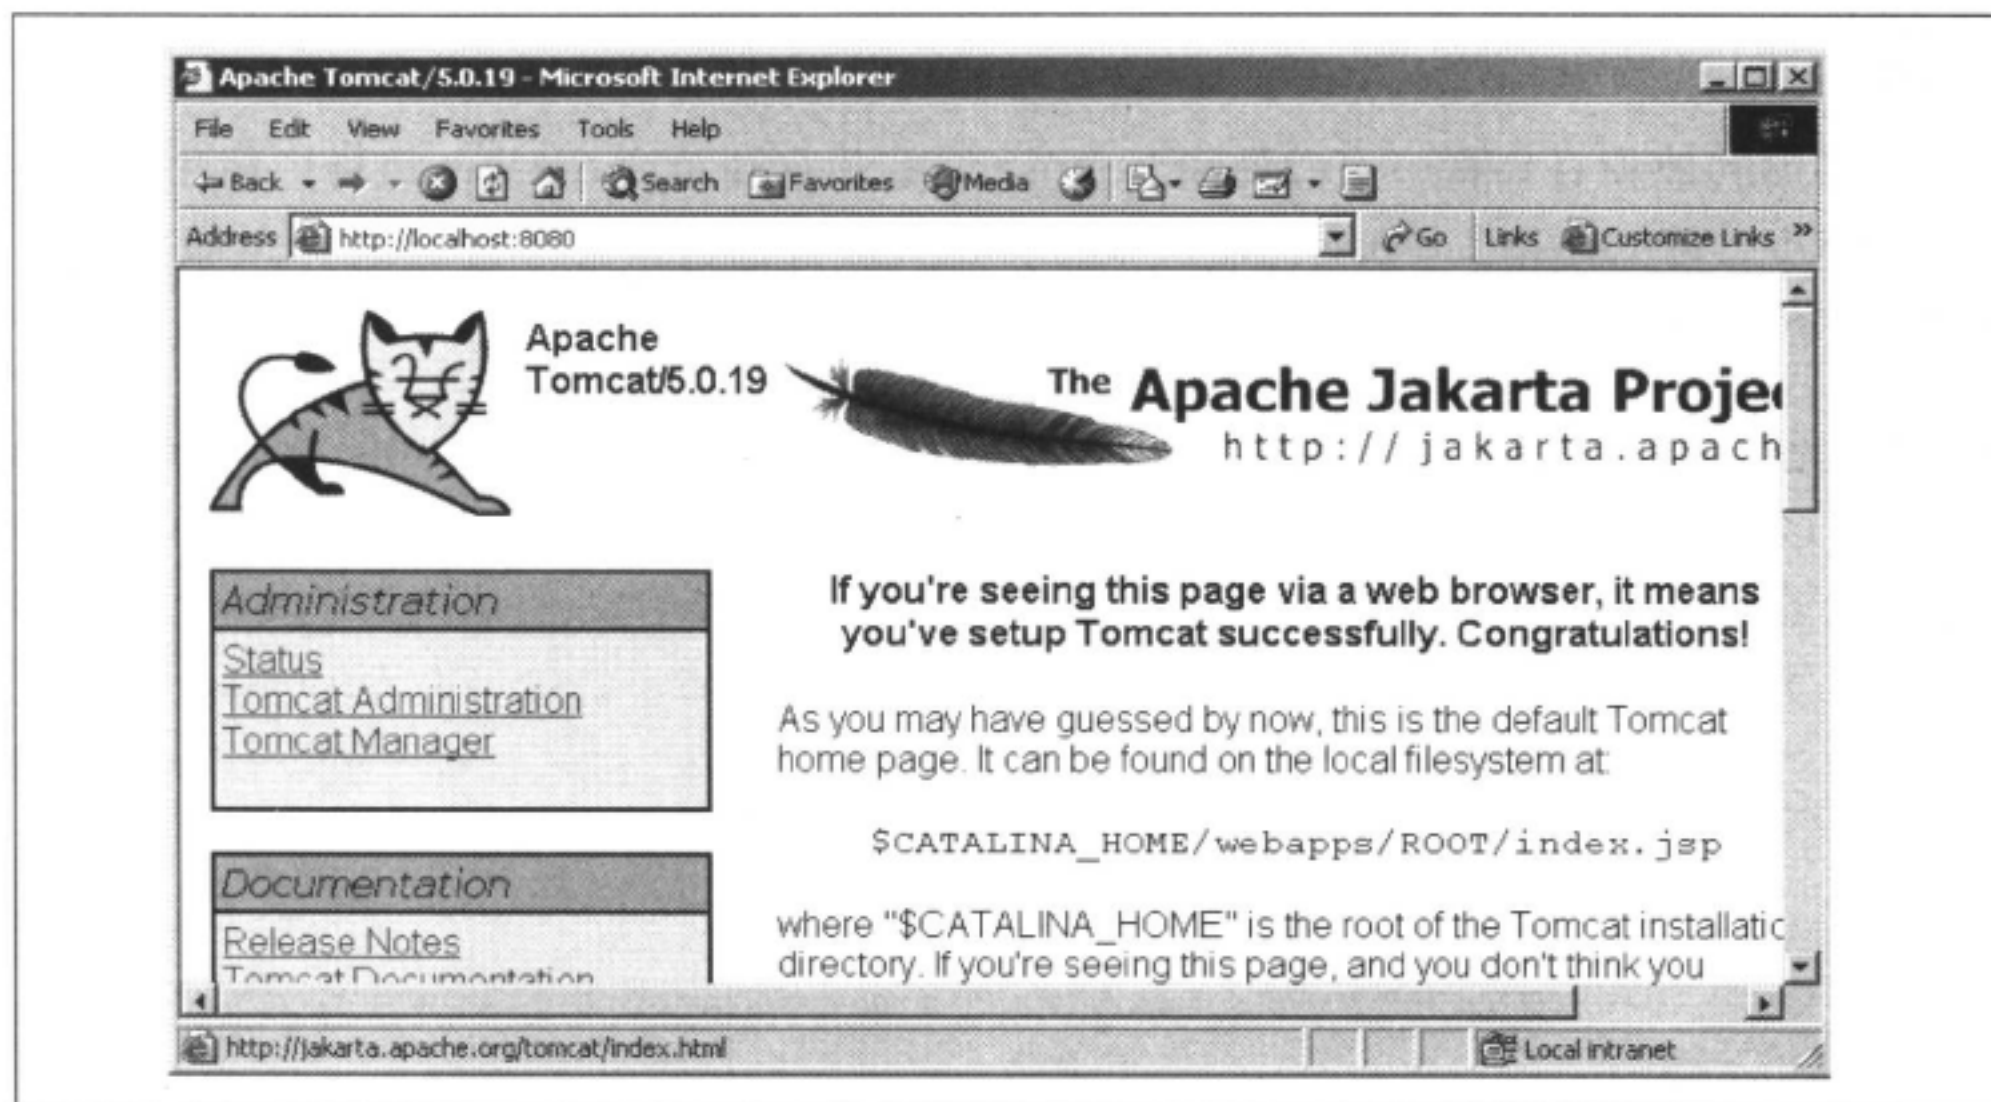 Apache Tomcat/5.0.19 - Microsoft Internet Explorer
File Edit View Favorites Tools Help
Back Search Favorites Media
Address http://localhost:8080 Go Links Customize Links »
Apache
Tomcat/5.0.19
The Apache Jakarta Projec
http://jakarta.apach
Administration
Status
Tomcat Administration
Tomcat Manager
Documentation
Release Notes
Tomcat Documentation
If you're seeing this page via a web browser, it means
you've setup Tomcat successfully. Congratulations!
As you may have guessed by now, this is the default Tomcat
home page. It can be found on the local filesystem at:
$CATALINA_HOME/webapps/ROOT/index.jsp
where "$CATALINA_HOME" is the root of the Tomcat installatio
directory. If you're seeing this page, and you don't think you
http://jakarta.apache.org/tomcat/index.html
Local intranet